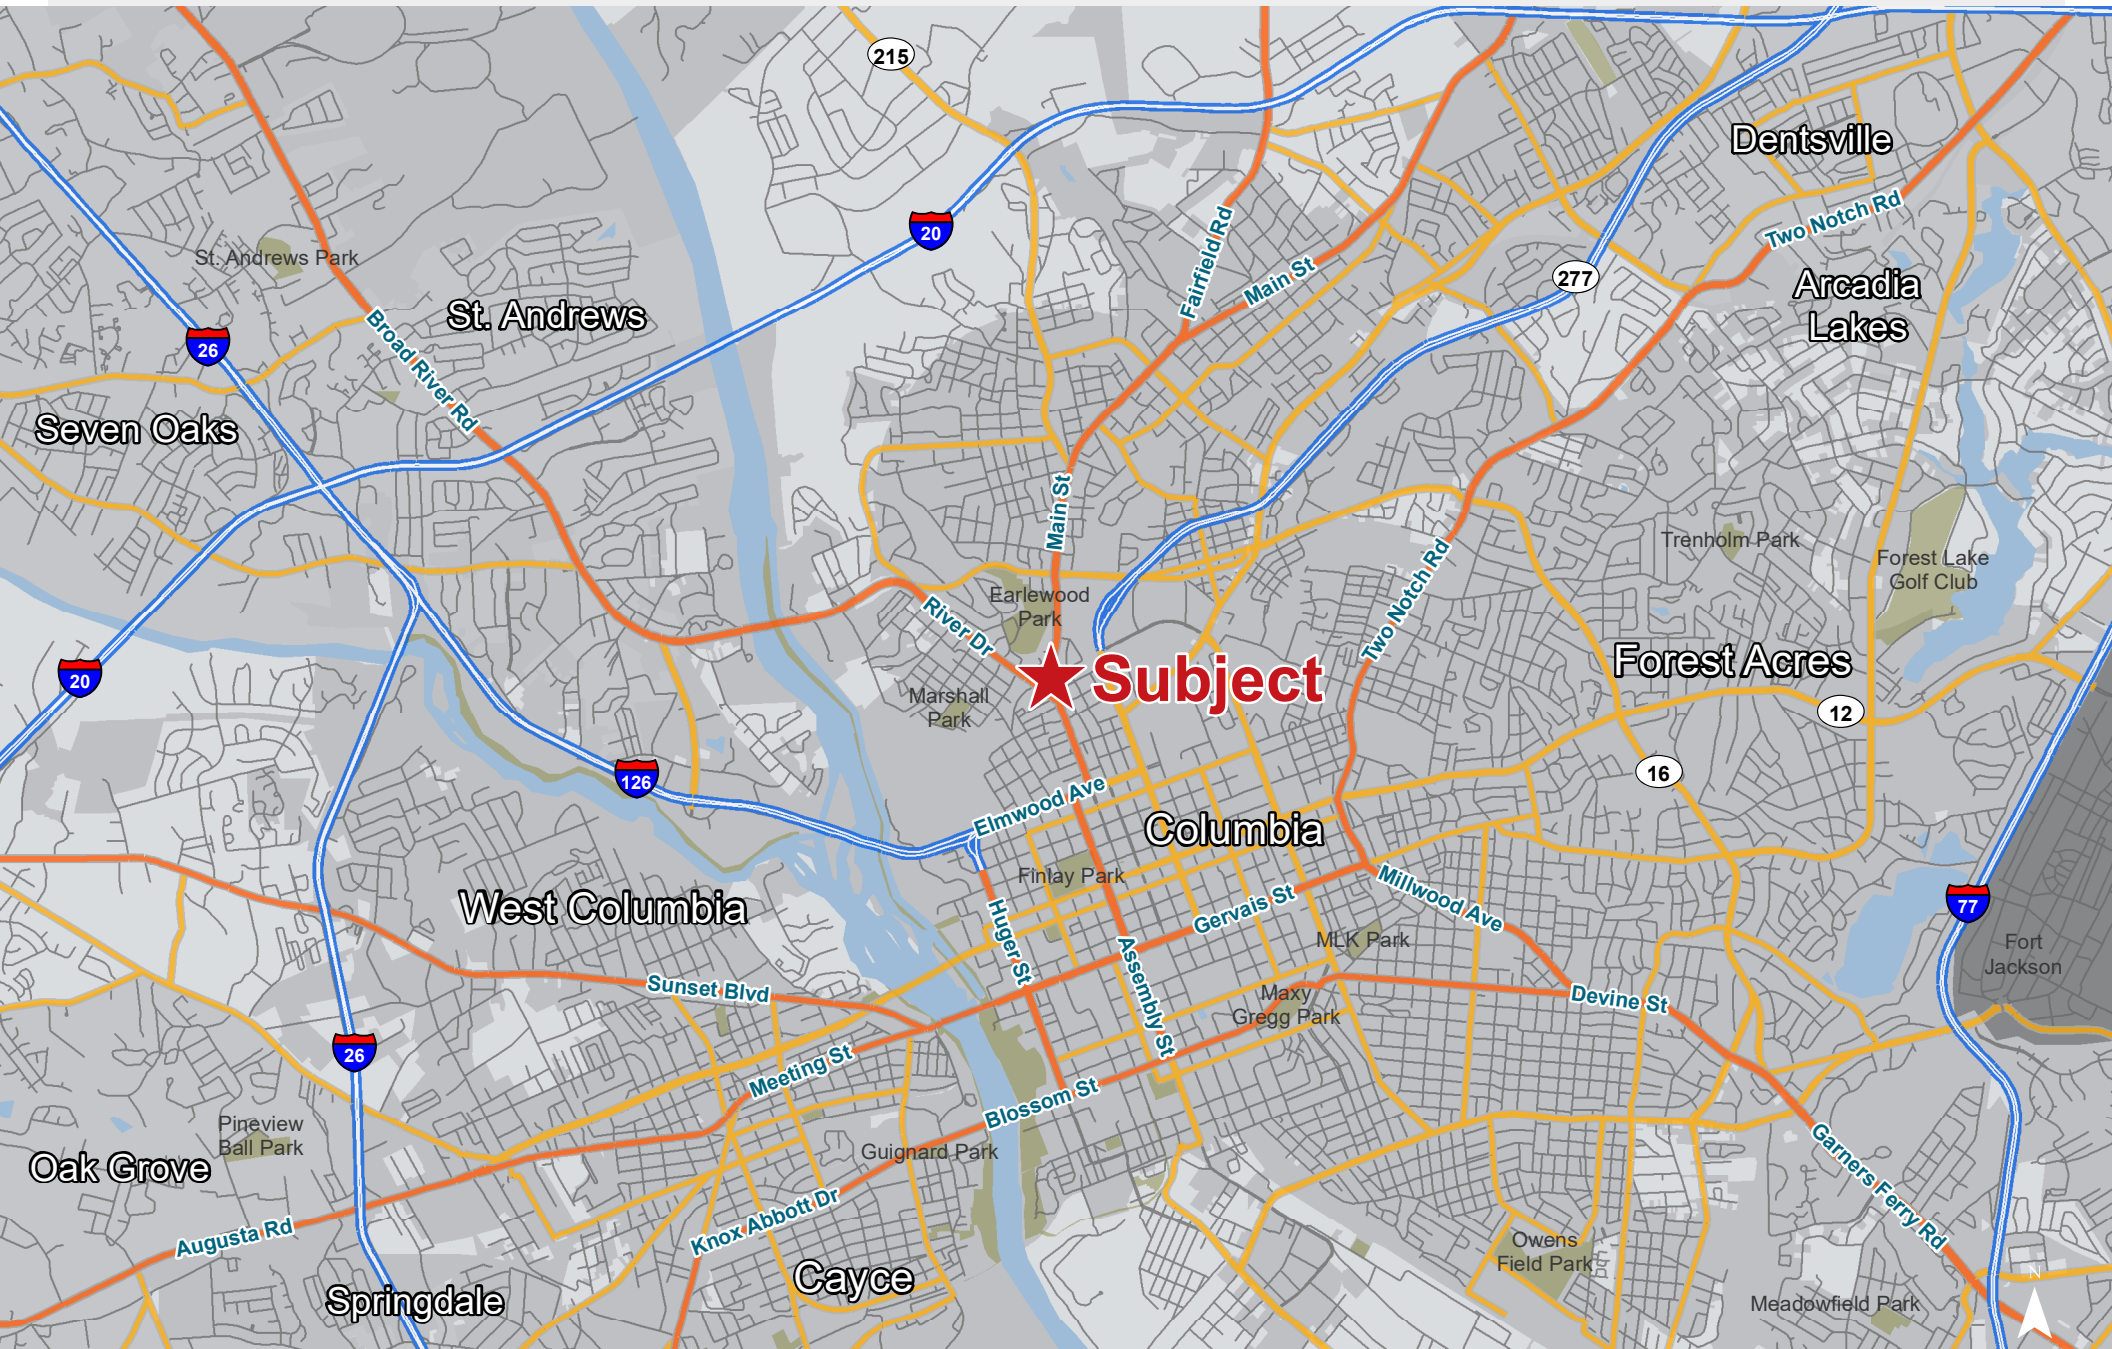 215
Dentsville
20
Fairfield Rd
Two Notch Rd
St. Andrews Park
Main St
277
Arcadia
Lakes
St. Andrews
26
Broad River Rd
Seven Oaks
Main St
Trenholm Park
Forest Lake
Golf Club
Two Notch Rd
Earlewood
Park
River Dr
Forest Acres
20
Subject
Marshall
Park
12
126
16
Elmwood Ave
Columbia
Finlay Park
Millwood Ave
77
West Columbia
Gervais St
Huger St
MLK Park
Fort
Jackson
Assembly St
Sunset Blvd
Maxy
Gregg Park
Devine St
26
Meeting St
Blossom St
Pineview
Ball Park
Guignard Park
Oak Grove
Garners Ferry Rd
Knox Abbott Dr
Augusta Rd
Owens
Field Park
Cayce
N
Springdale
Meadowfield Park